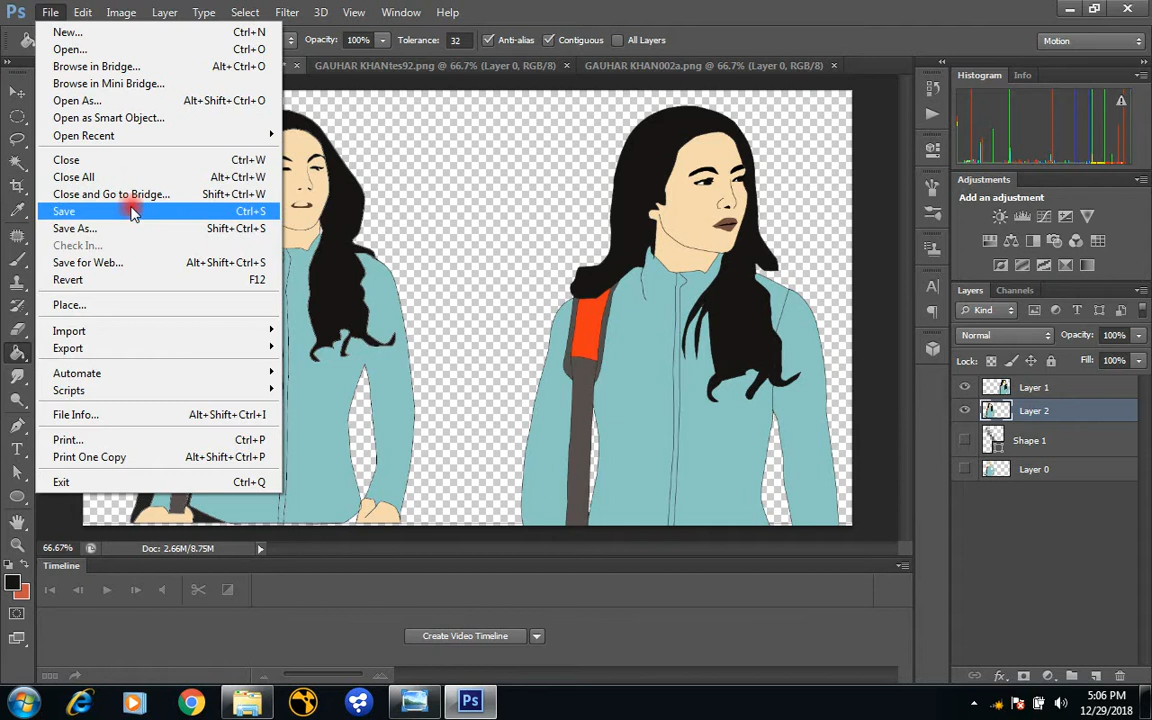 Ps File Edit Image Layer Type Select Filter 3D View Window Help
Opacity: 100% Tolerance: 32 Anti-alias Contiguous All Layers Motion
GAUHAR KHANtes92.png @ 66.7% (Layer 0, RGB/8) × GAUHAR KHAN002a.png @ 66.7% (Layer 0, RGB/8) ×
New... Ctrl+N
Open... Ctrl+O
Browse in Bridge... Alt+Ctrl+O
Browse in Mini Bridge...
Open As... Alt+Shift+Ctrl+O
Open as Smart Object...
Open Recent
Close Ctrl+W
Close All Alt+Ctrl+W
Close and Go to Bridge... Shift+Ctrl+W
Save Ctrl+S
Save As... Shift+Ctrl+S
Check In...
Save for Web... Alt+Shift+Ctrl+S
Revert F12
Place...
Import
Export
Automate
Scripts
File Info... Alt+Shift+Ctrl+I
Print... Ctrl+P
Print One Copy Alt+Shift+Ctrl+P
Exit Ctrl+Q
Histogram Info
Adjustments
Add an adjustment
Layers Channels
Kind
Normal Opacity: 100%
Lock: Fill: 100%
Layer 1
Layer 2
Shape 1
Layer 0
66.67% Doc: 2.66M/8.75M
Timeline
Create Video Timeline
Ps
5:06 PM
12/29/2018